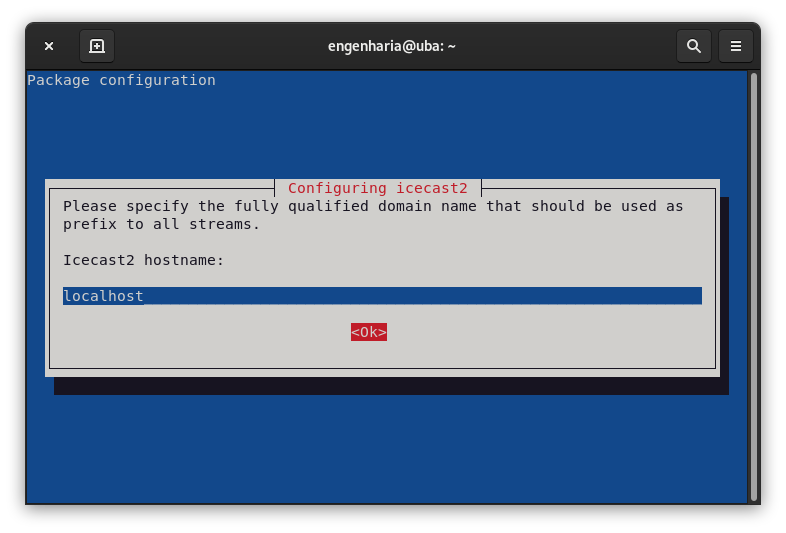 engenharia@uba: ~
Package configuration
Configuring icecast2
Please specify the fully qualified domain name that should be used as
prefix to all streams.
Icecast2 hostname:
localhost
<Ok>